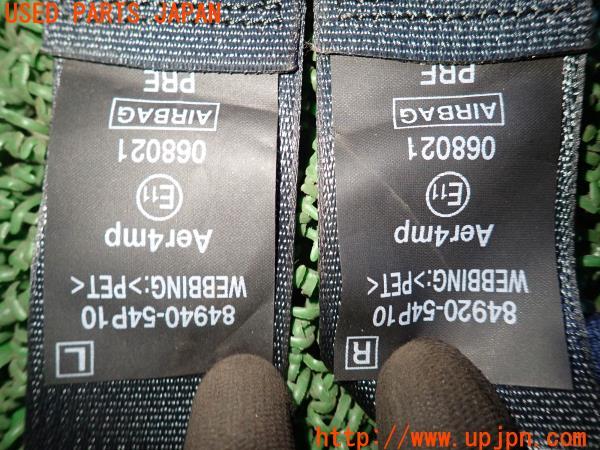 USED PARTS JAPAN
L
84940-54P10
WEBBING:>PET<
Aer4mp
E11
068021
AIRBAG
PRE
R
84920-54P10
WEBBING:>PET<
Aer4mp
E11
068021
AIRBAG
PRE
http://www.upjpn.com/